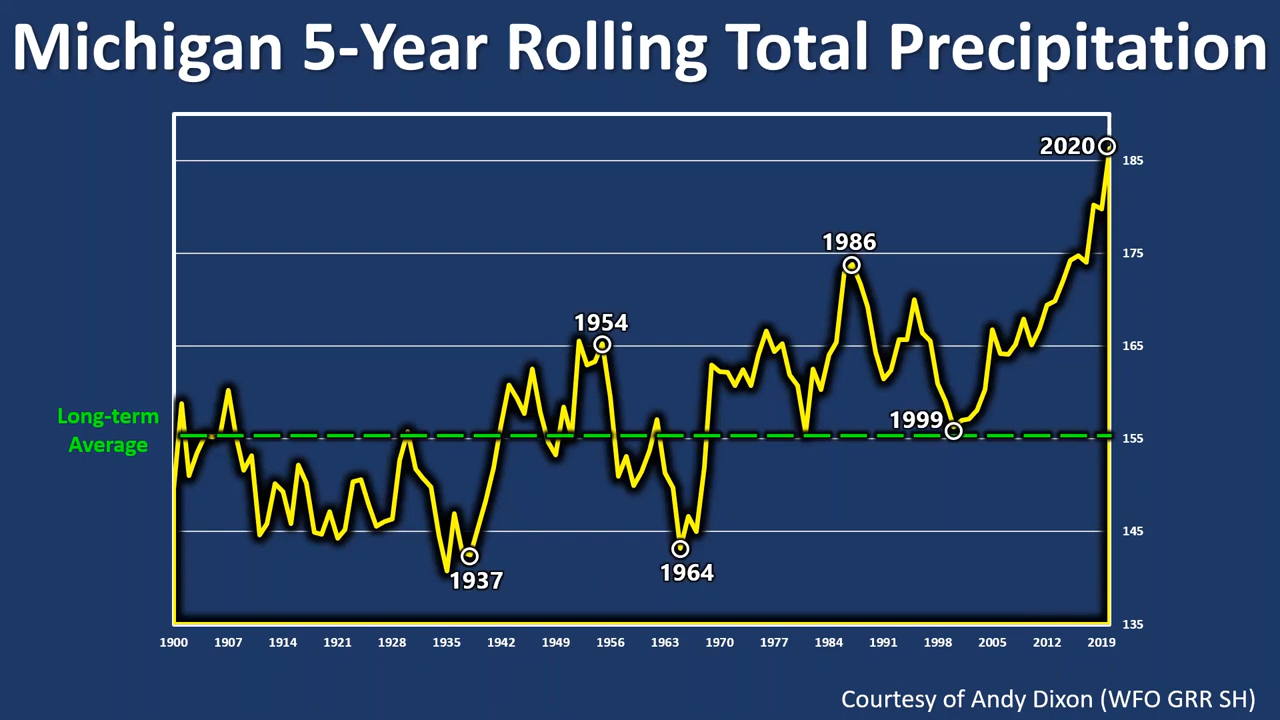 Michigan 5-Year Rolling Total Precipitation
2020
185
1986
175
1954
165
Long-term
Average
1999
155
145
1937
1964
135
1900 1907 1914 1921 1928 1935 1942 1949 1956 1963 1970 1977 1984 1991 1998 2005 2012 2019
Courtesy of Andy Dixon (WFO GRR SH)